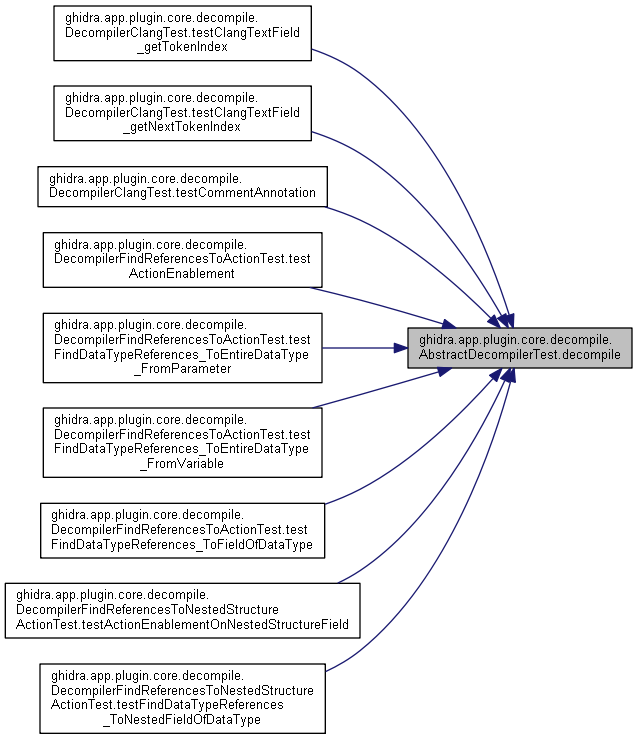 ghidra.app.plugin.core.decompile.
DecompilerClangTest.testClangTextField
_getTokenIndex
ghidra.app.plugin.core.decompile.
DecompilerClangTest.testClangTextField
_getNextTokenIndex
ghidra.app.plugin.core.decompile.
DecompilerClangTest.testCommentAnnotation
ghidra.app.plugin.core.decompile.
DecompilerFindReferencesToActionTest.test
ActionEnablement
ghidra.app.plugin.core.decompile.
DecompilerFindReferencesToActionTest.test
FindDataTypeReferences_ToEntireDataType
_FromParameter
ghidra.app.plugin.core.decompile.
AbstractDecompilerTest.decompile
ghidra.app.plugin.core.decompile.
DecompilerFindReferencesToActionTest.test
FindDataTypeReferences_ToEntireDataType
_FromVariable
ghidra.app.plugin.core.decompile.
DecompilerFindReferencesToActionTest.test
FindDataTypeReferences_ToFieldOfDataType
ghidra.app.plugin.core.decompile.
DecompilerFindReferencesToNestedStructure
ActionTest.testActionEnablementOnNestedStructureField
ghidra.app.plugin.core.decompile.
DecompilerFindReferencesToNestedStructure
ActionTest.testFindDataTypeReferences
_ToNestedFieldOfDataType